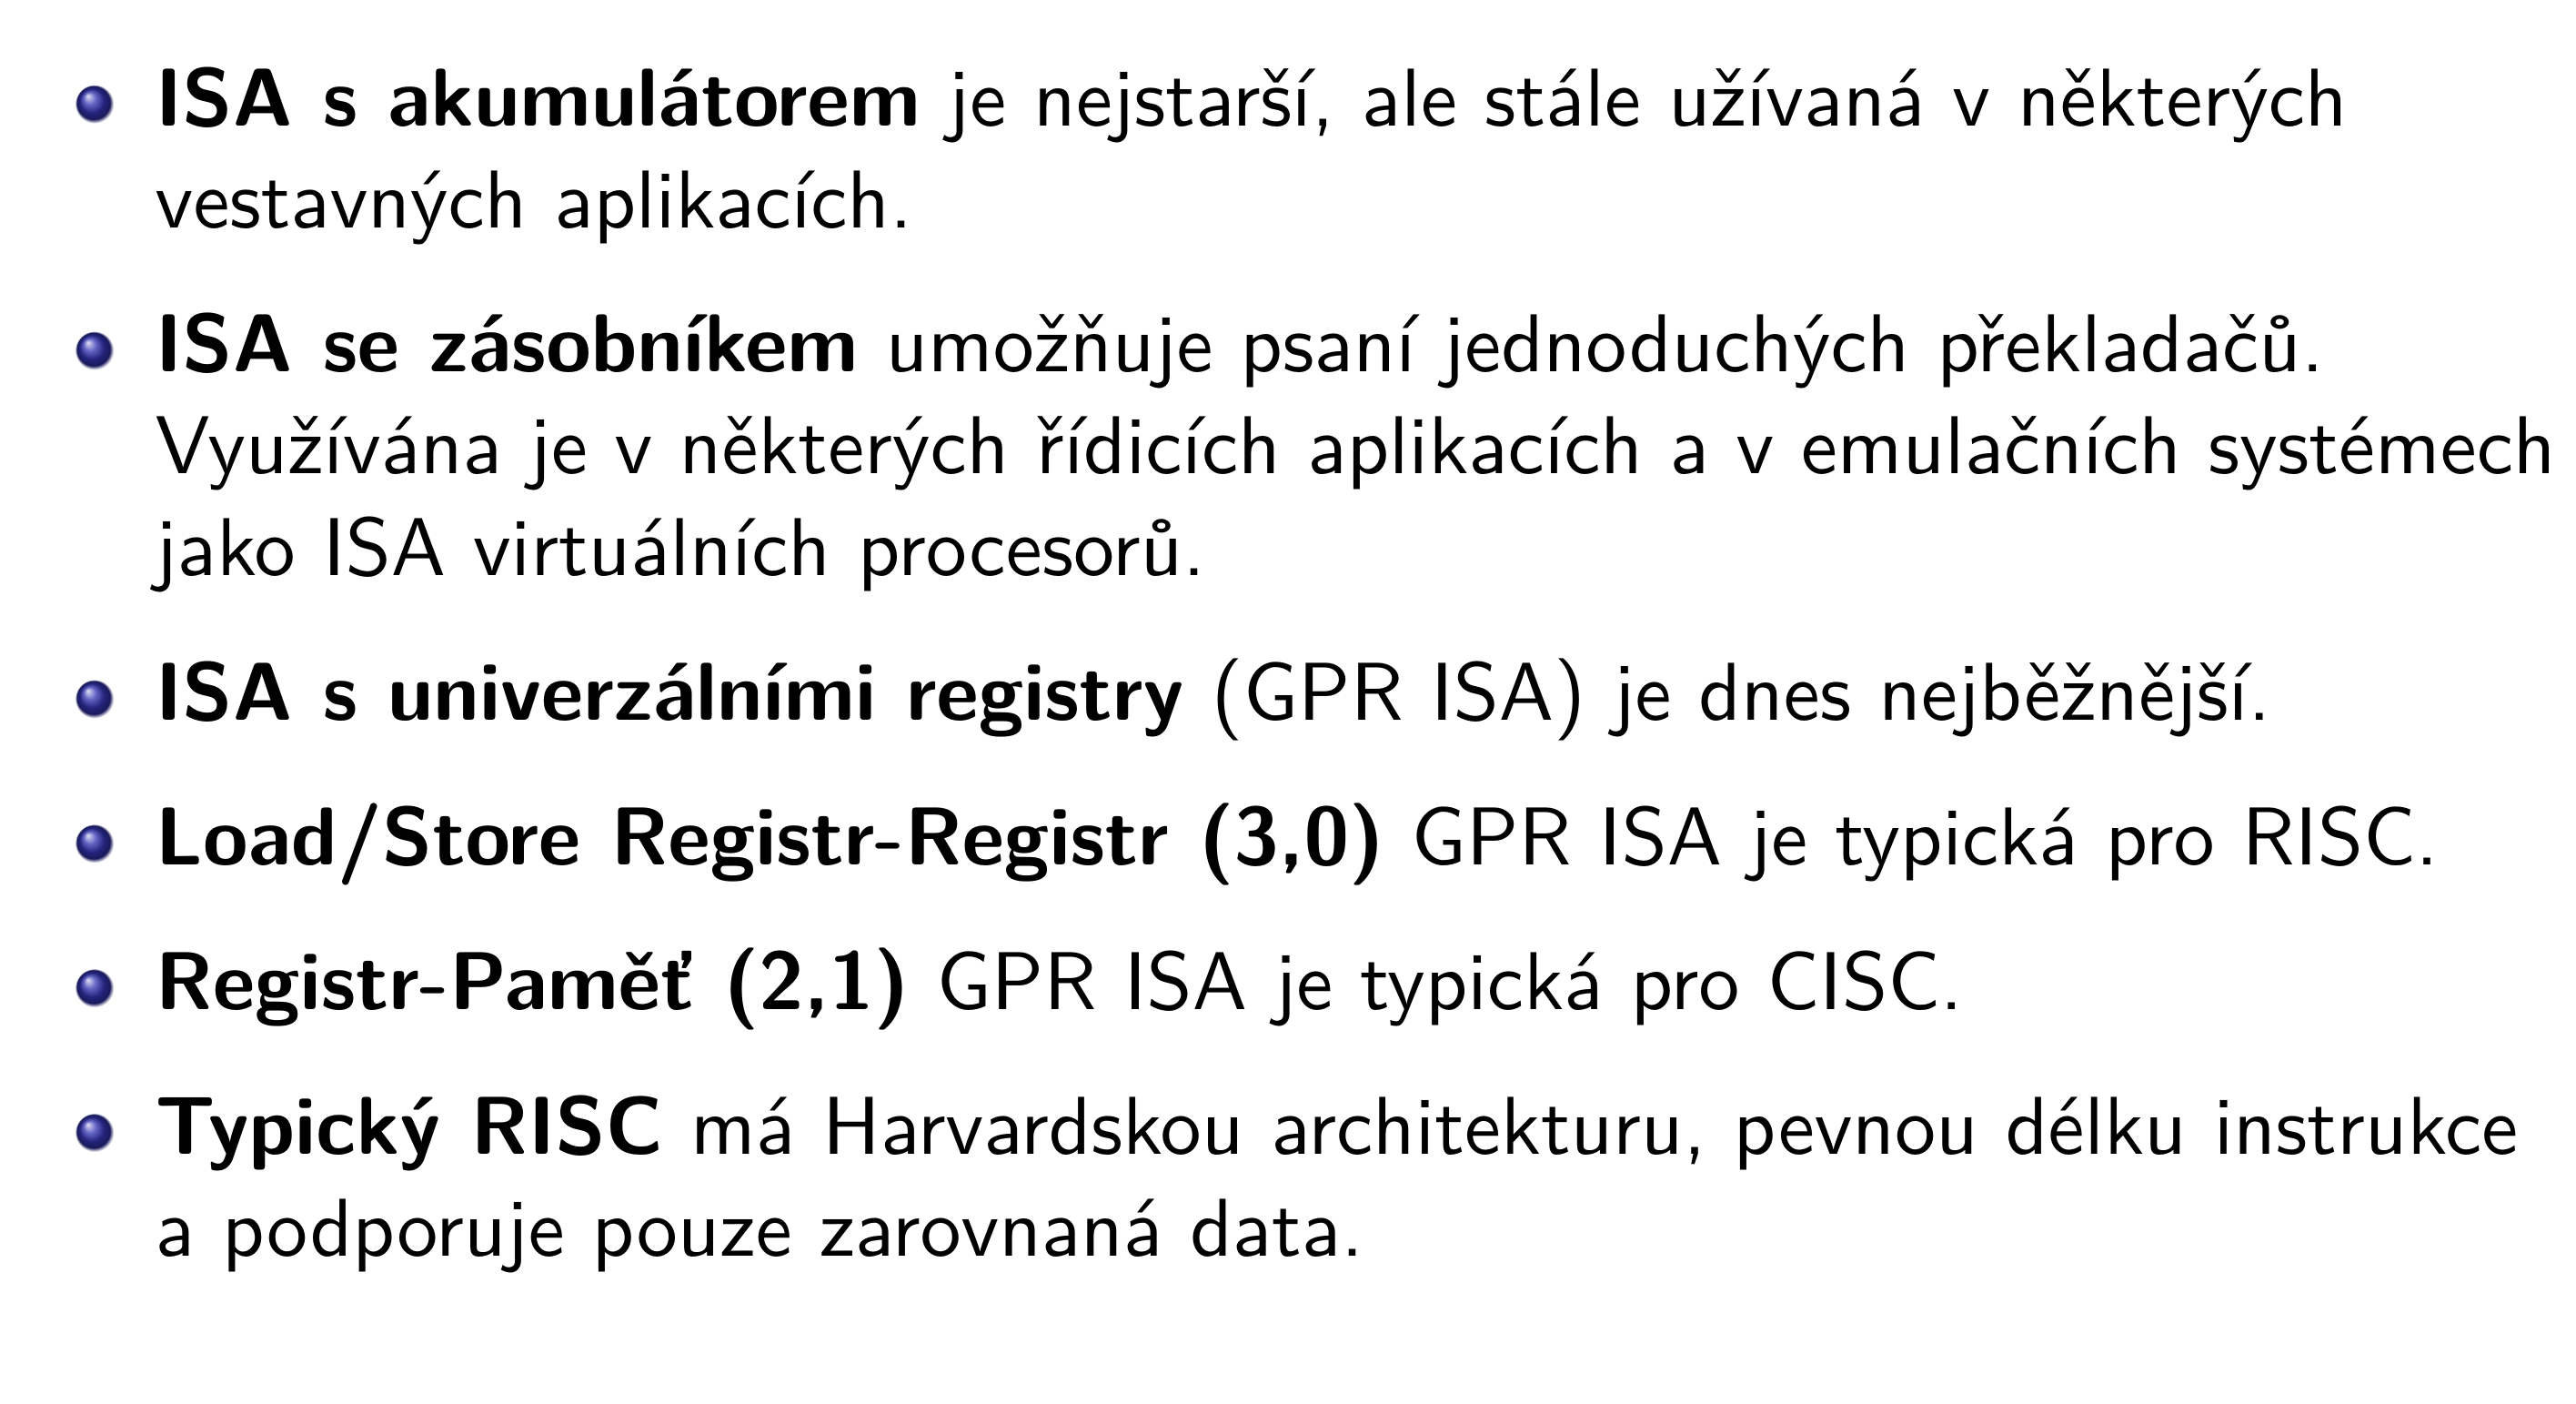 ISA s akumulátorem je nejstarší, ale stále užívaná v některých
vestavných aplikacích.
ISA se zásobníkem umožňuje psaní jednoduchých překladačů.
Využívána je v některých řídicích aplikacích a v emulačních systémech
jako ISA virtuálních procesorů.
ISA s univerzálními registry (GPR ISA) je dnes nejběžnější.
Load/Store Registr-Registr (3,0) GPR ISA je typická pro RISC.
Registr-Paměť (2,1) GPR ISA je typická pro CISC.
Typický RISC má Harvardskou architekturu, pevnou délku instrukce
a podporuje pouze zarovnaná data.